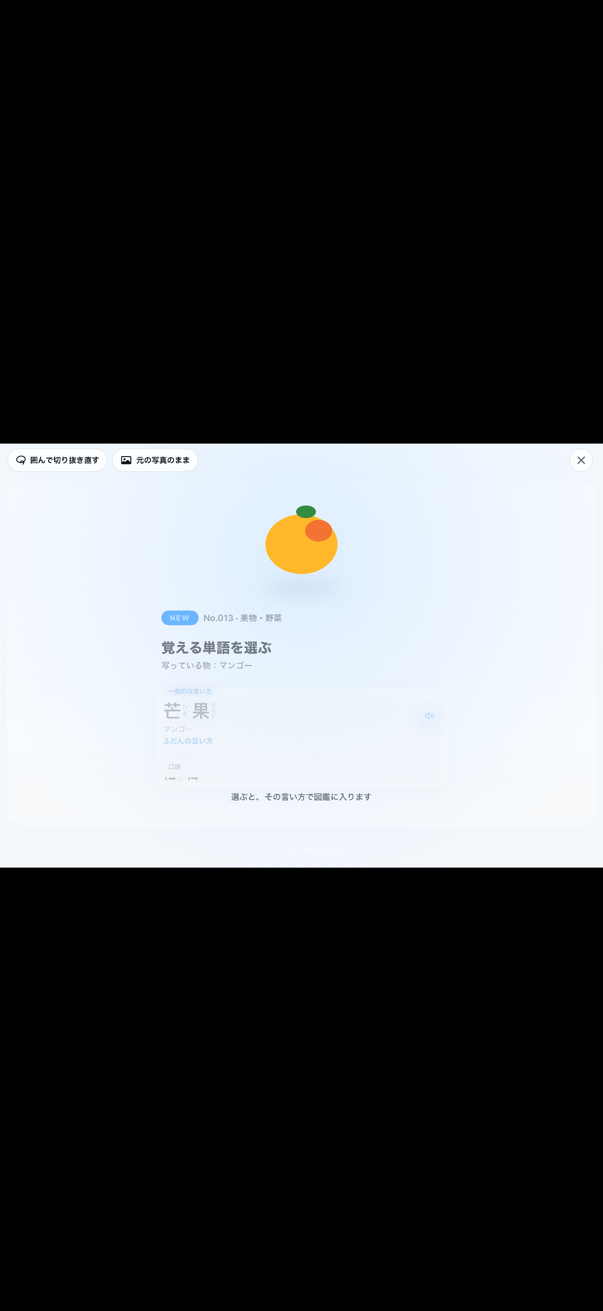 囲んで切り抜き直す
元の写真のまま
NEW
No.013・果物・野菜
覚える単語を選ぶ
写っている物：マンゴー
一般的な言い方
芒果
マンゴー
ふだんの言い方
口語
選ぶと、その言い方で図鑑に入ります